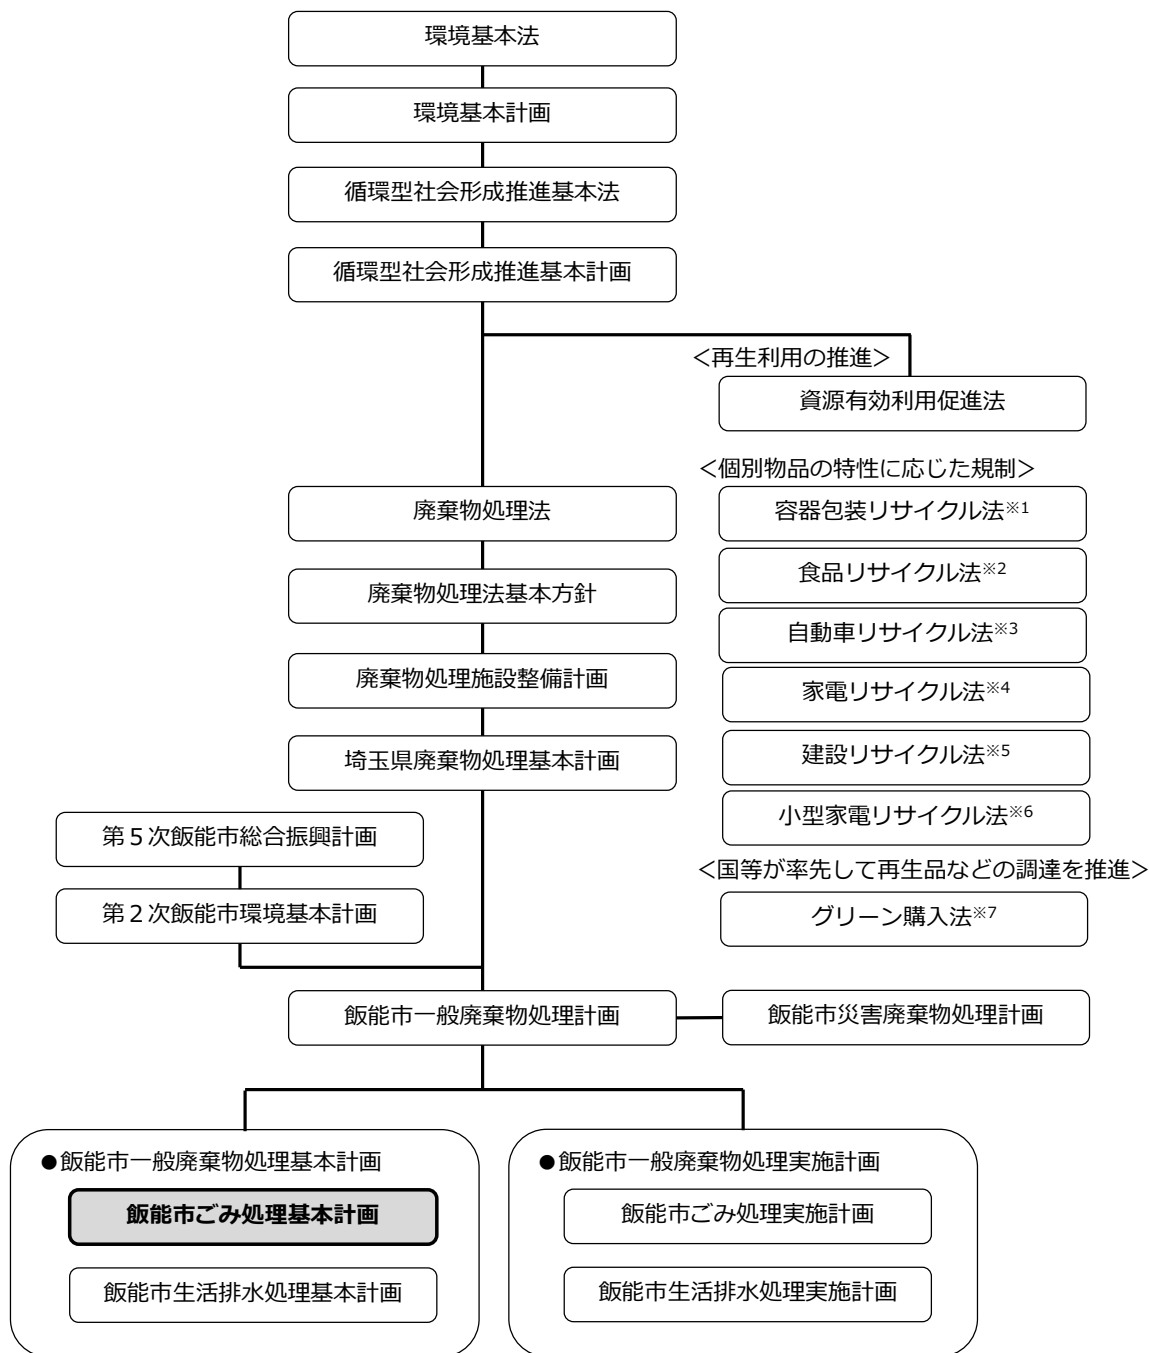 環境基本法
環境基本計画
循環型社会形成推進基本法
循環型社会形成推進基本計画
＜再生利用の推進＞
資源有効利用促進法
＜個別物品の特性に応じた規制＞
廃棄物処理法
容器包装リサイクル法※1
食品リサイクル法※2
廃棄物処理法基本方針
自動車リサイクル法※3
廃棄物処理施設整備計画
家電リサイクル法※4
埼玉県廃棄物処理基本計画
建設リサイクル法※5
小型家電リサイクル法※6
第５次飯能市総合振興計画
＜国等が率先して再生品などの調達を推進＞
第２次飯能市環境基本計画
グリーン購入法※7
飯能市一般廃棄物処理計画
飯能市災害廃棄物処理計画
●飯能市一般廃棄物処理基本計画
飯能市ごみ処理基本計画
飯能市生活排水処理基本計画
●飯能市一般廃棄物処理実施計画
飯能市ごみ処理実施計画
飯能市生活排水処理実施計画